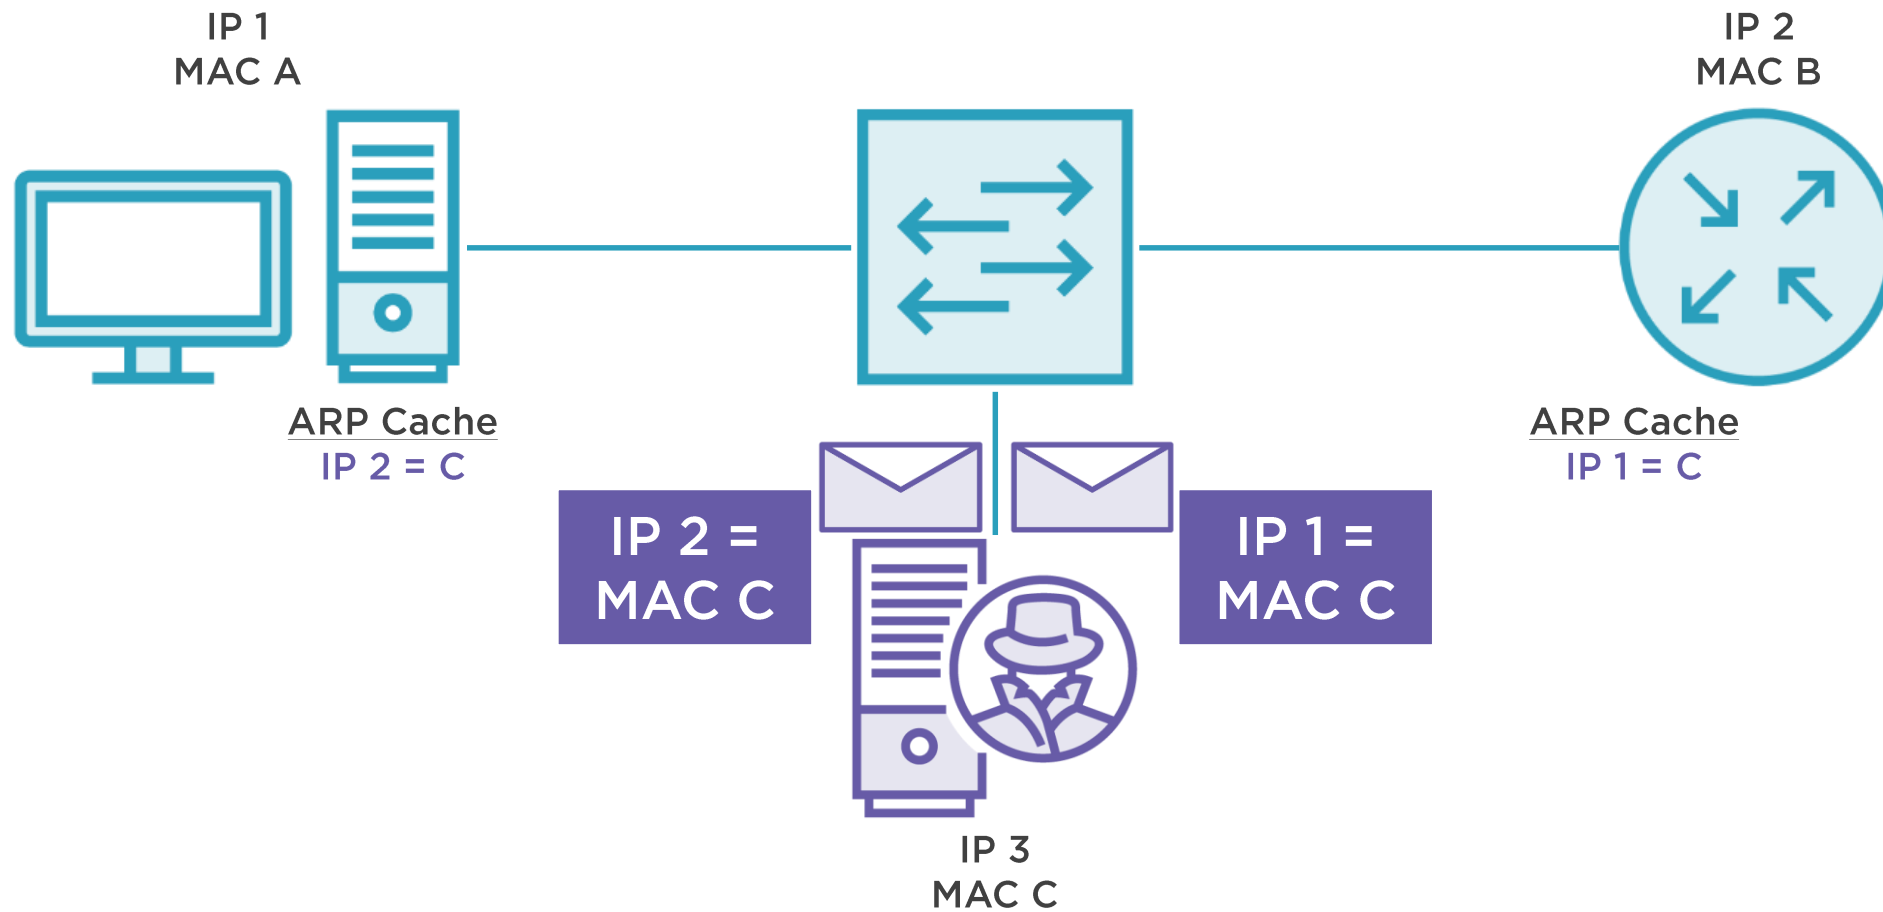 IP 1
MAC A
IP 2
MAC B
ARP Cache
IP 2 = C
ARP Cache
IP 1 = C
IP 2 =
MAC C
IP 1 =
MAC C
IP 3
MAC C